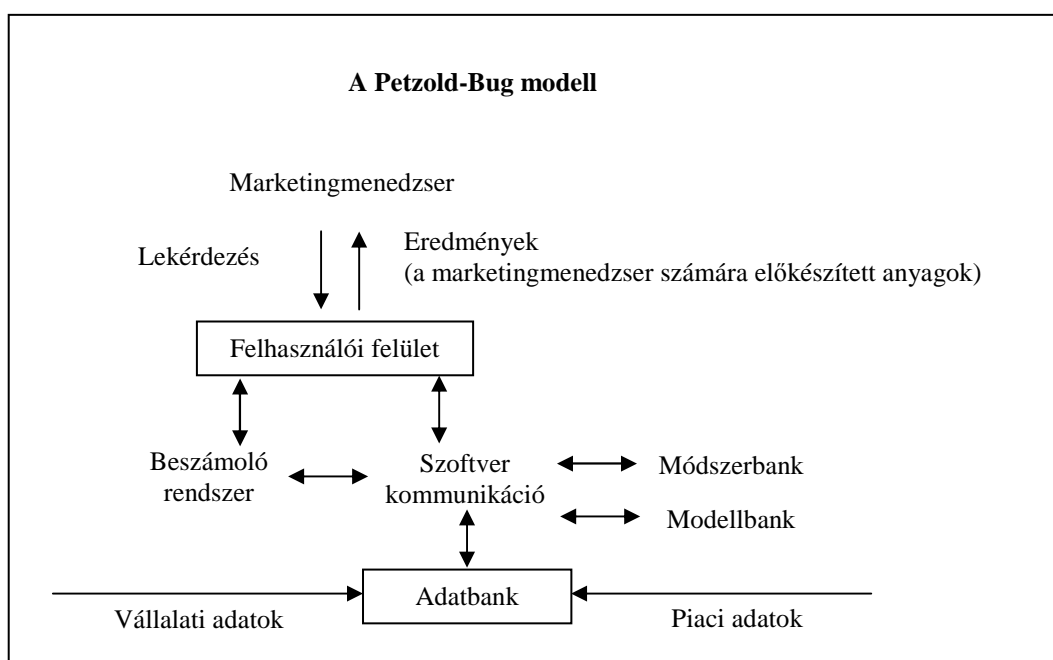 A Petzold-Bug modell
Marketingmenedzser
Lekérdezés
Eredmények
(a marketingmenedzser számára előkészített anyagok)
Felhasználói felület
Beszámoló
rendszer
Szoftver
kommunikáció
Módszerbank
Modellbank
Adatbank
Vállalati adatok
Piaci adatok